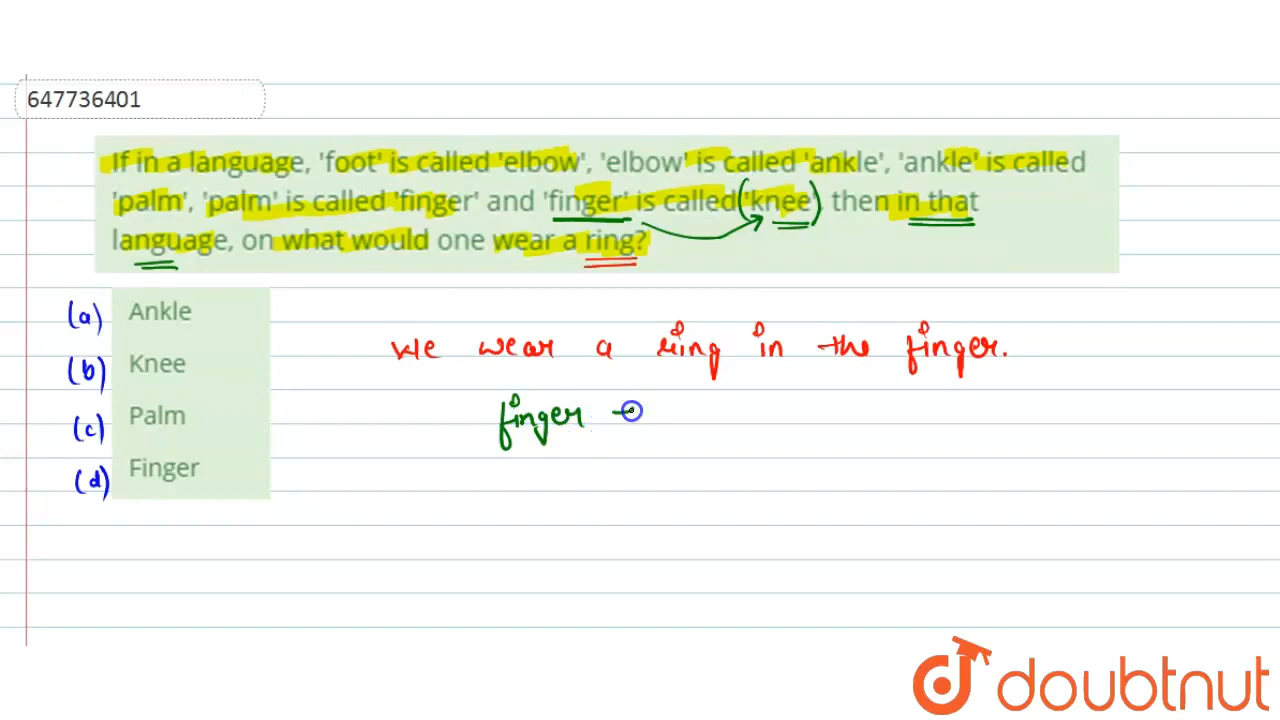 647736401
If in a language, 'foot' is called 'elbow', 'elbow' is called 'ankle', 'ankle' is called
'palm', 'palm' is called 'finger' and 'finger' is called 'knee', then in that
language, on what would one wear a ring?
(a) Ankle
(b) Knee
(c) Palm
(d) Finger
We wear a ring in the finger.
finger
doubtnut